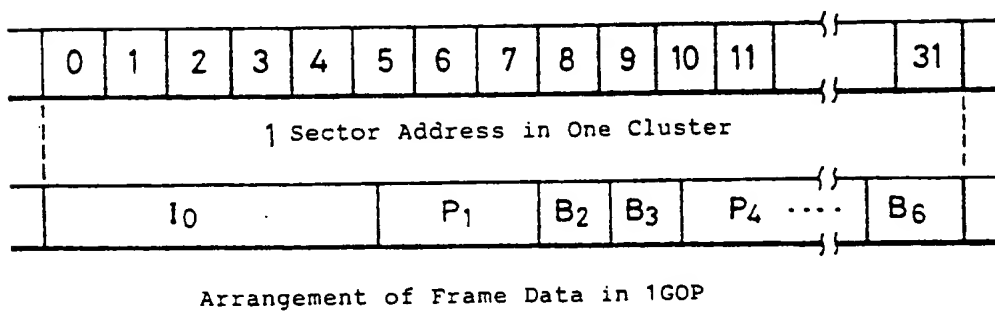 0 1 2 3 4 5 6 7 8 9 10 11 31
1 Sector Address in One Cluster
I0 P1 B2 B3 P4 ···· B6
Arrangement of Frame Data in 1GOP